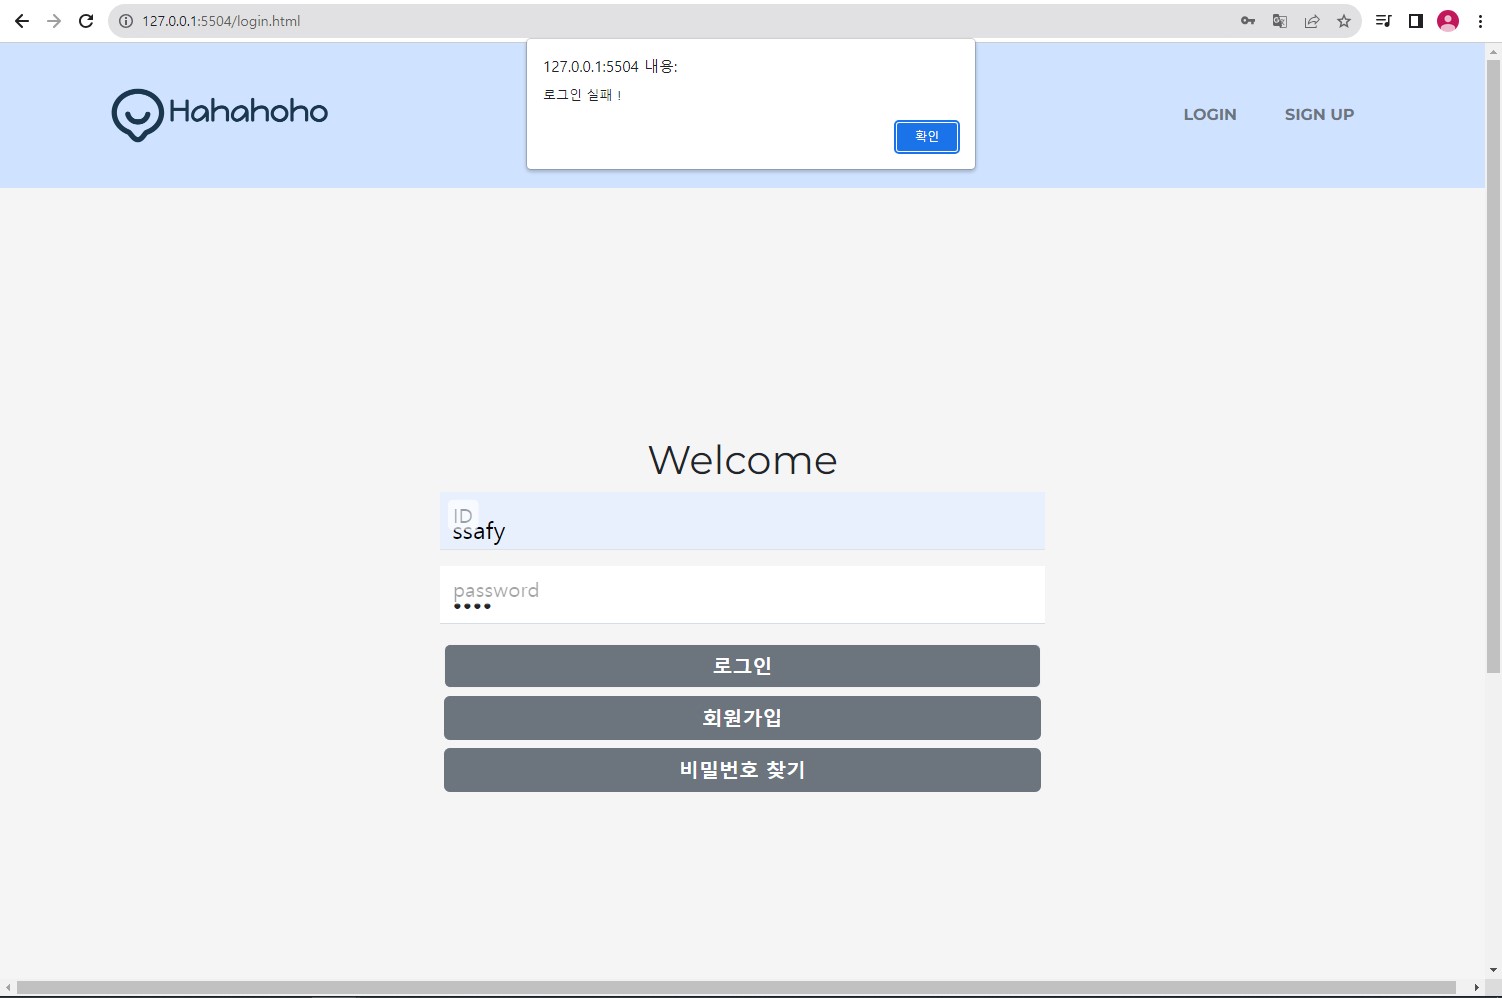 127.0.0.1:5504/login.html
127.0.0.1:5504 내용:
로그인 실패 !
확인
Hahahoho
LOGIN
SIGN UP
Welcome
ID
ssafy
password
로그인
회원가입
비밀번호 찾기